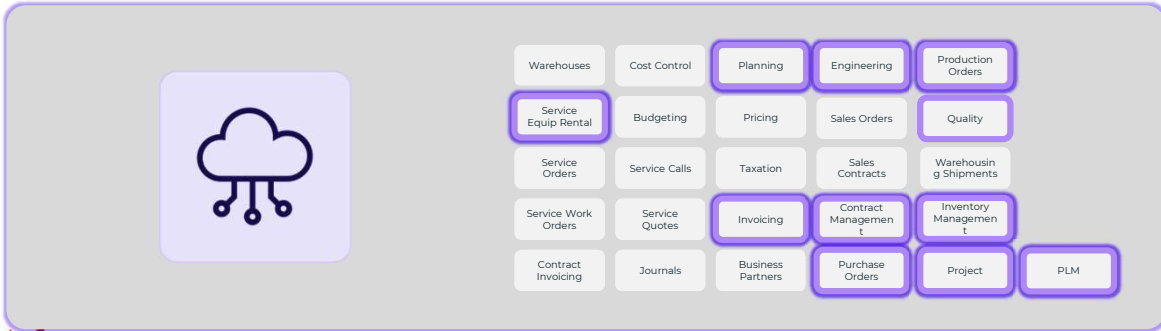 Warehouses
Cost Control
Planning
Engineering
Production
Orders
Service
Equip Rental
Budgeting
Pricing
Sales Orders
Quality
Service
Orders
Service Calls
Taxation
Sales
Contracts
Warehousin
g Shipments
Service Work
Orders
Service
Quotes
Invoicing
Contract
Managemen
t
Inventory
Managemen
t
Contract
Invoicing
Journals
Business
Partners
Purchase
Orders
Project
PLM